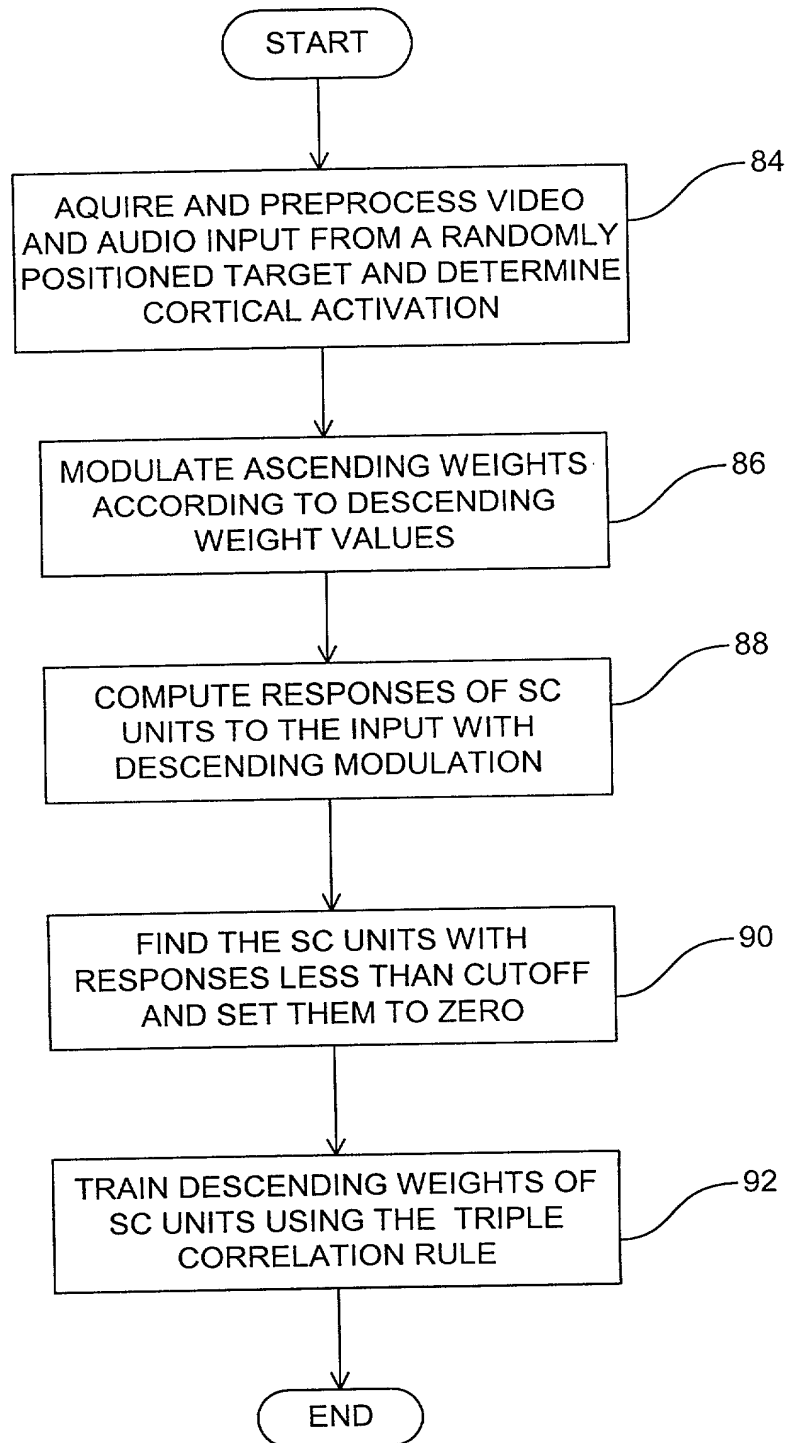 START
84
AQUIRE AND PREPROCESS VIDEO
AND AUDIO INPUT FROM A RANDOMLY
POSITIONED TARGET AND DETERMINE
CORTICAL ACTIVATION
86
MODULATE ASCENDING WEIGHTS
ACCORDING TO DESCENDING
WEIGHT VALUES
88
COMPUTE RESPONSES OF SC
UNITS TO THE INPUT WITH
DESCENDING MODULATION
90
FIND THE SC UNITS WITH
RESPONSES LESS THAN CUTOFF
AND SET THEM TO ZERO
92
TRAIN DESCENDING WEIGHTS OF
SC UNITS USING THE TRIPLE
CORRELATION RULE
END